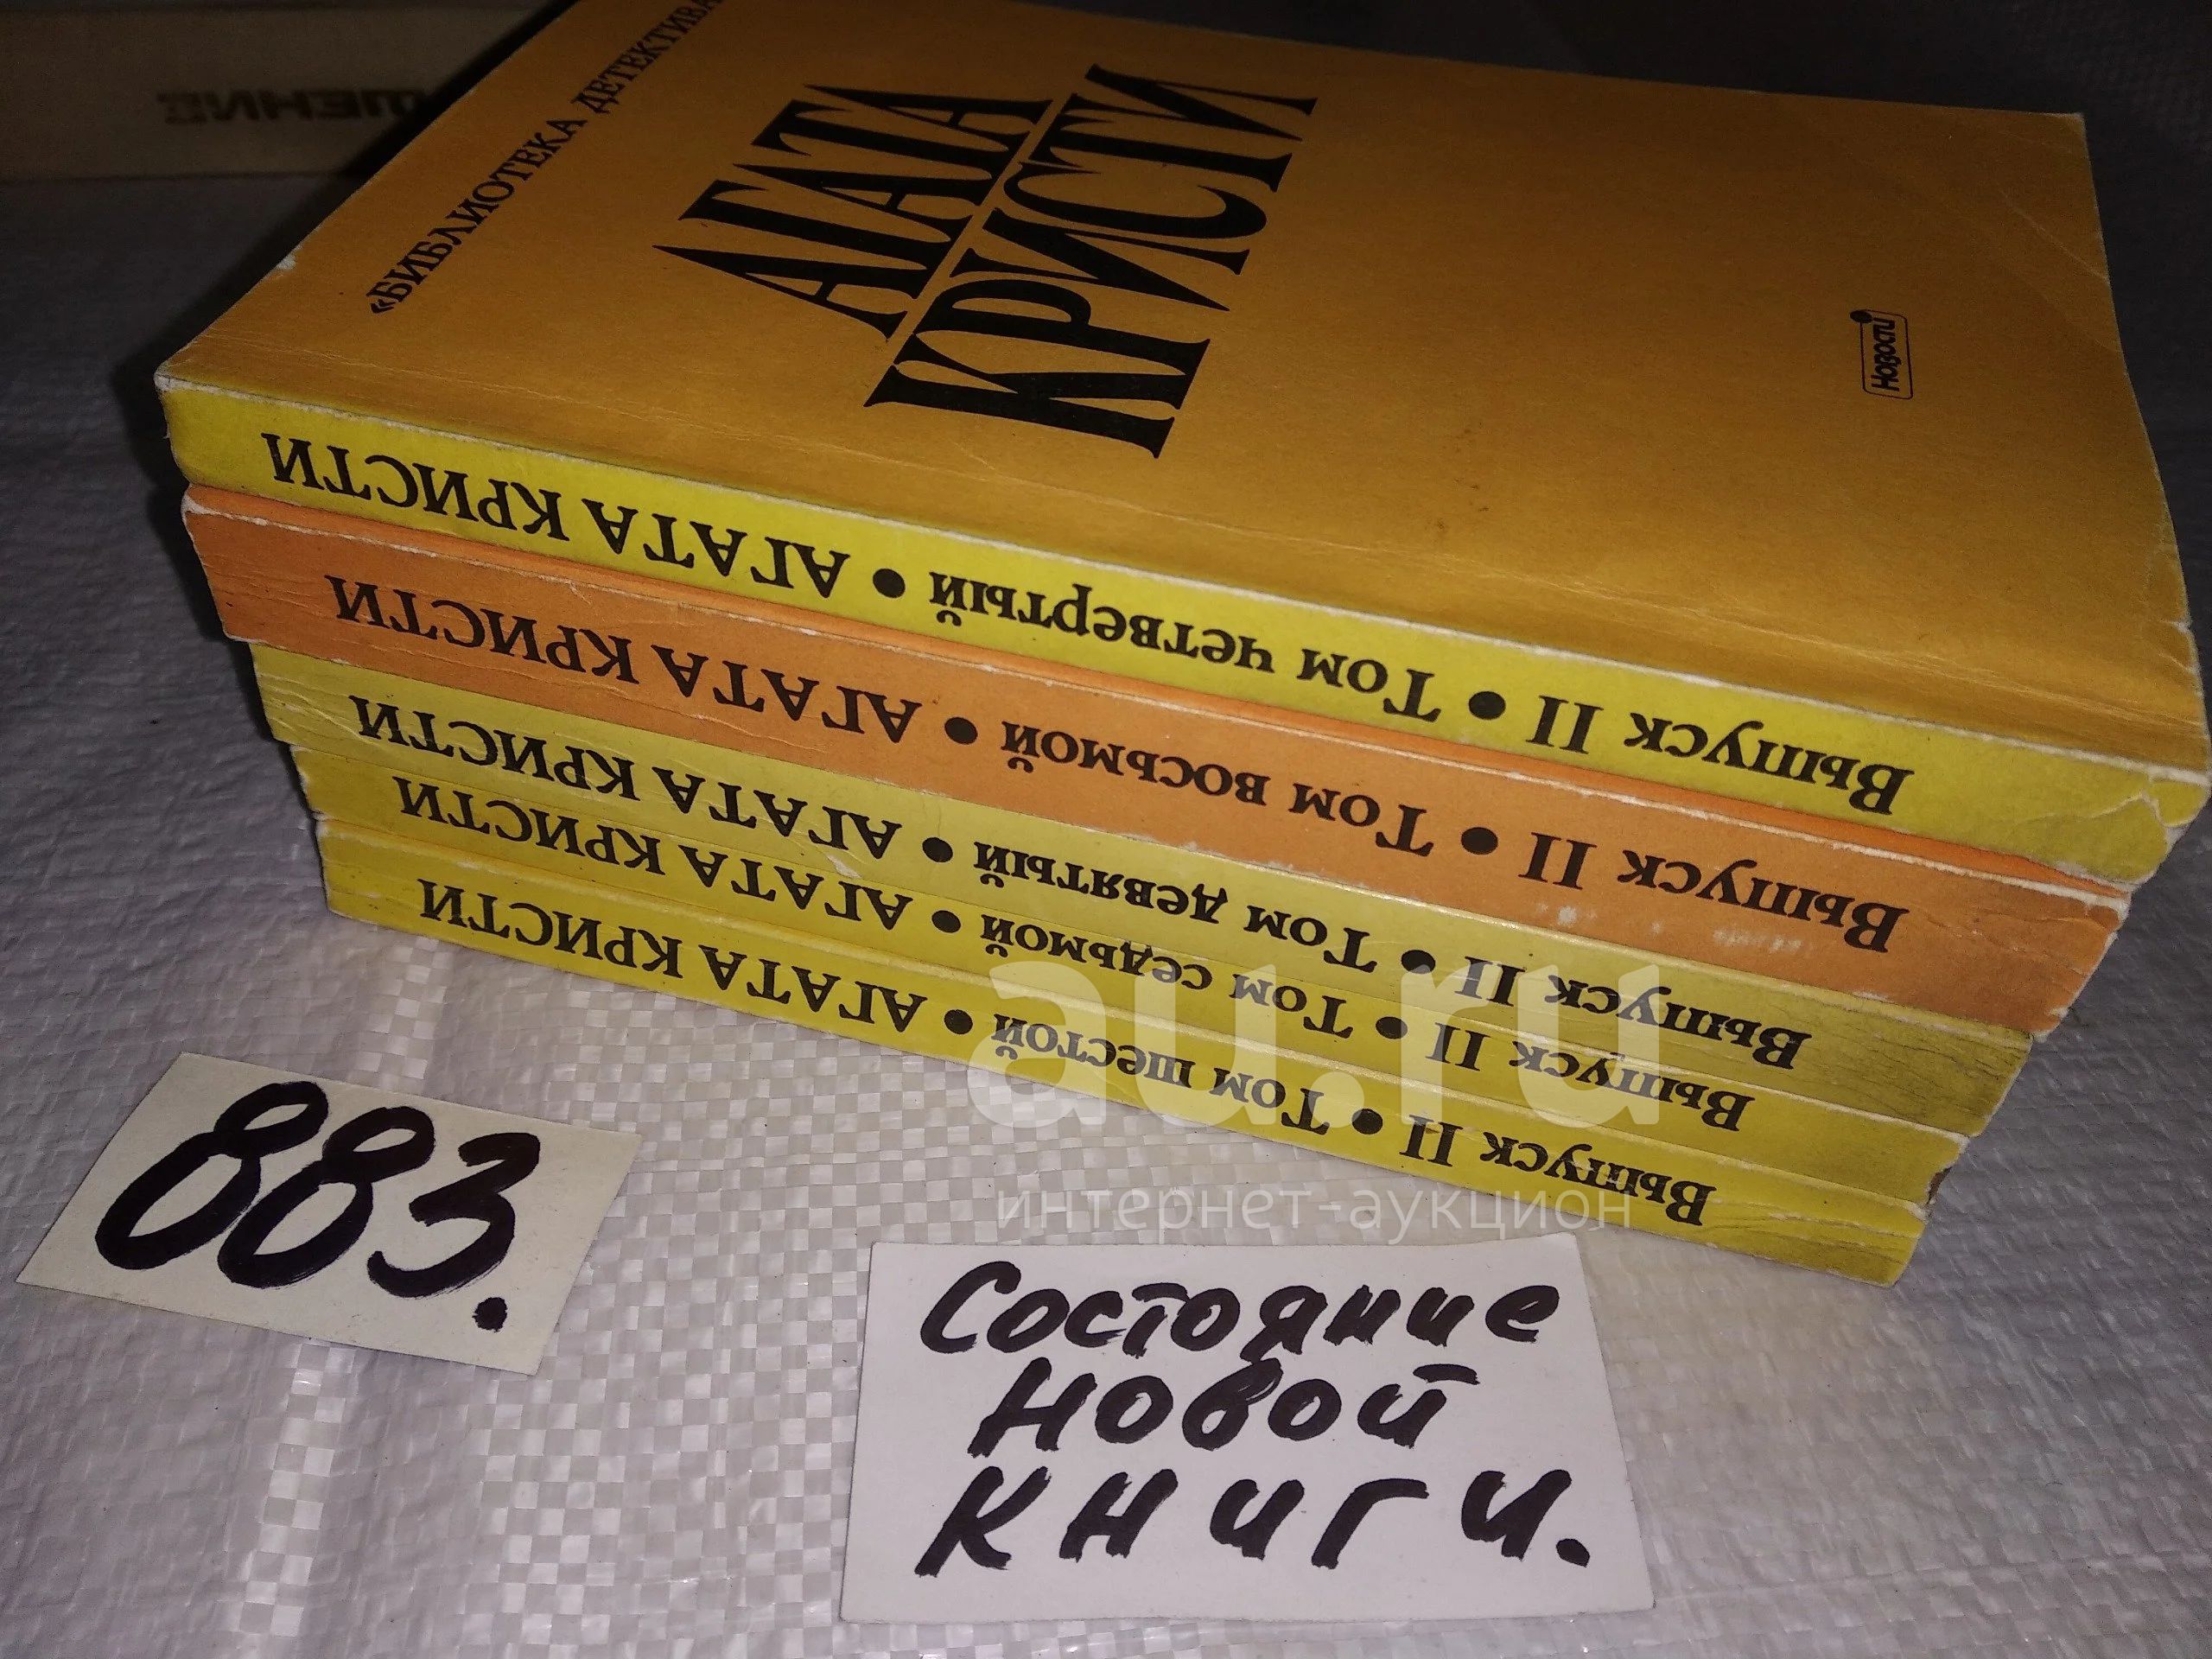 ШЕНИЕ
«БИБЛИОТЕКА ДЕТЕКТИВА
АГАТА
КРИСТИ
Новости
Выпуск II • Том четвертый • АГАТА КРИСТИ
Выпуск II • Том восьмой • АГАТА КРИСТИ
Выпуск II • Том девятый • АГАТА КРИСТИ
Выпуск II • Том седьмой • АГАТА КРИСТИ
Выпуск II • Том шестой • АГАТА КРИСТИ
au.ru
интернет-аукцион
883.
Состояние
новой
книги.